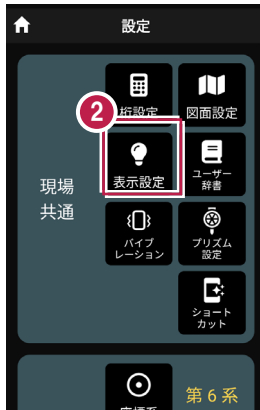 設定
2
桁設定
図面設定
現場
共通
表示設定
ユーザー
辞書
バイブ
レーション
プリズム
設定
ショート
カット
第6系